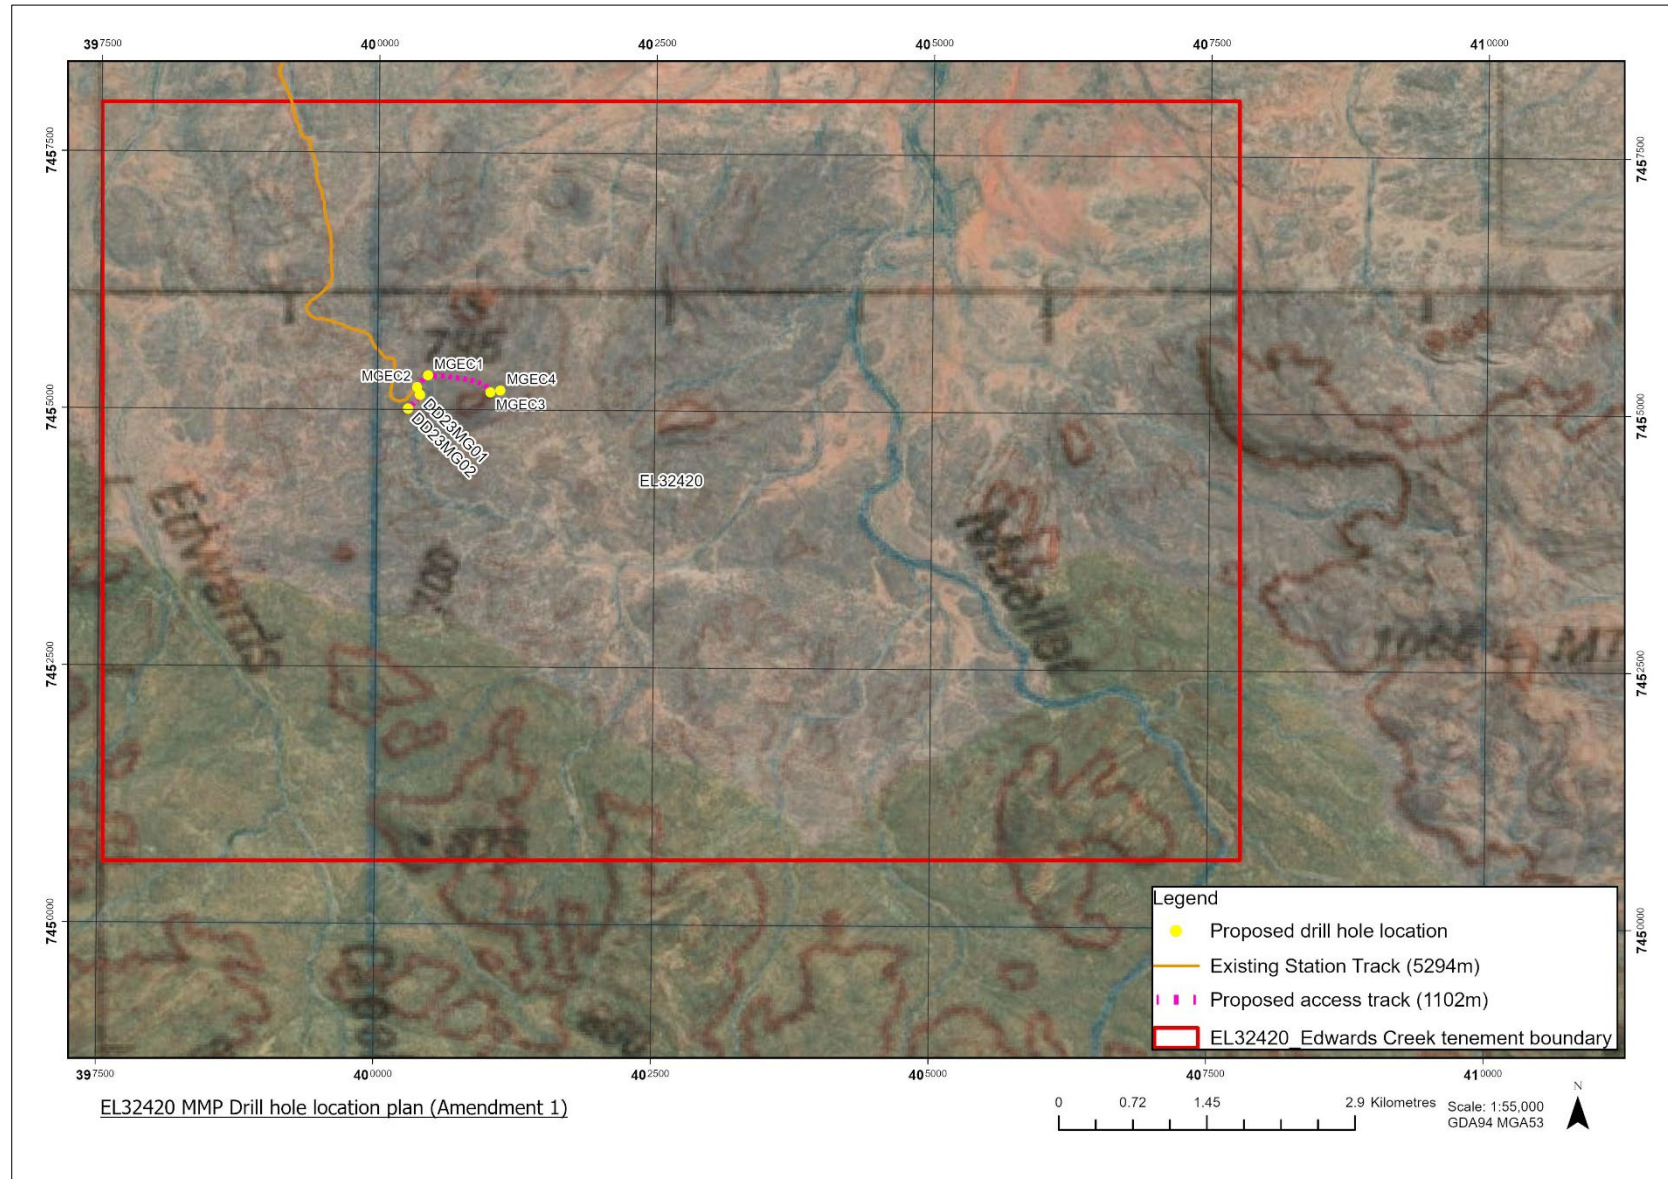 397500 400000 402500 405000 407500 410000
7457500
7457500
795
MGEC1
MGEC2
MGEC4
MGEC3
DD23MG01
DD23MG02
7455000
7455000
EL32420
Edwards
Mueller
7452500
7452500
7450000
7450000
Legend
Proposed drill hole location
Existing Station Track (5294m)
Proposed access track (1102m)
EL32420_Edwards Creek tenement boundary
397500 400000 402500 405000 407500 410000
EL32420 MMP Drill hole location plan (Amendment 1)
0 0.72 1.45 2.9 Kilometres
Scale: 1:55,000
GDA94 MGA53
N